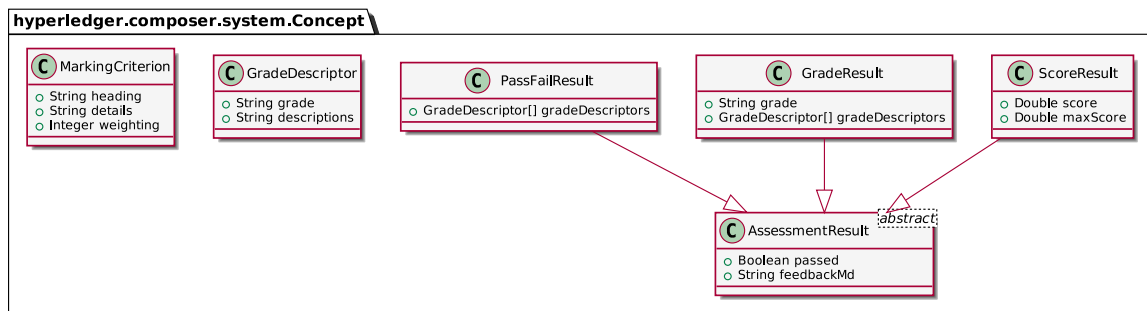 hyperledger.composer.system.Concept
C MarkingCriterion
String heading
String details
Integer weighting
C GradeDescriptor
String grade
String descriptions
C PassFailResult
GradeDescriptor[] gradeDescriptors
C GradeResult
String grade
GradeDescriptor[] gradeDescriptors
C ScoreResult
Double score
Double maxScore
abstract
C AssessmentResult
Boolean passed
String feedbackMd